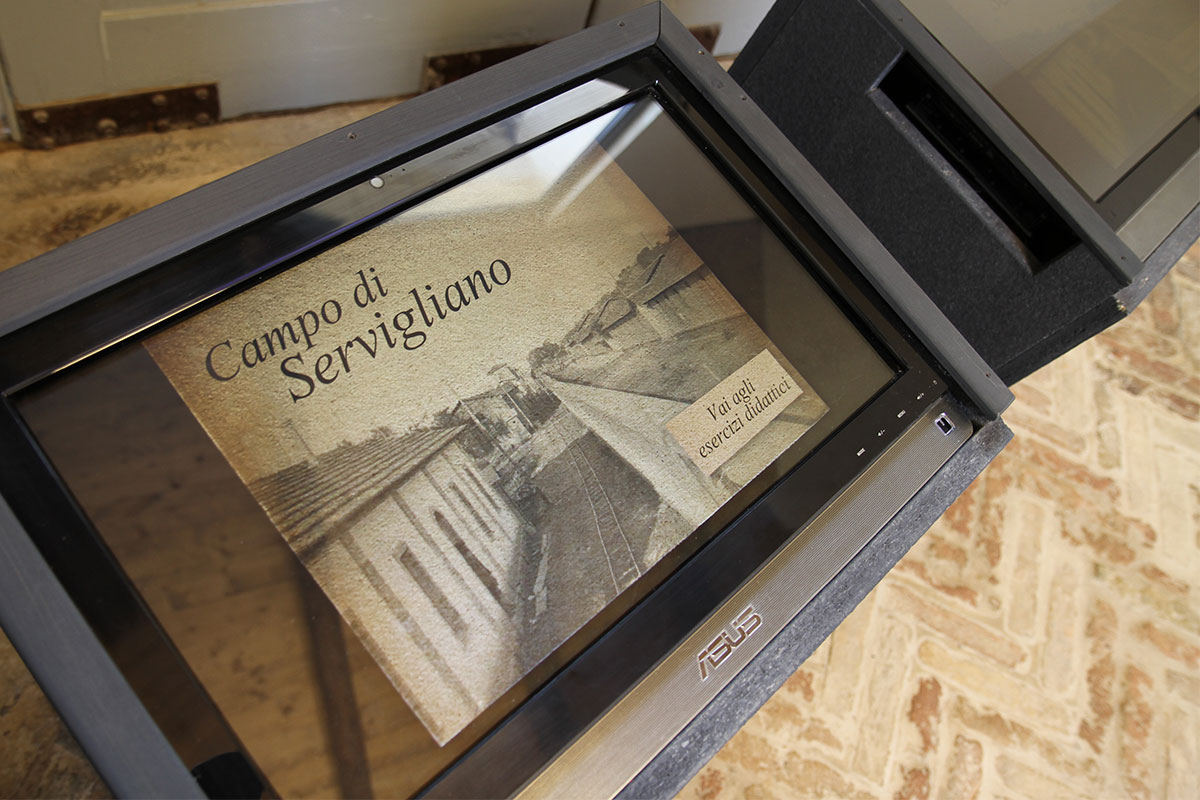 Campo di
Servigliano
Vai agli
esercizi didattici
ASUS